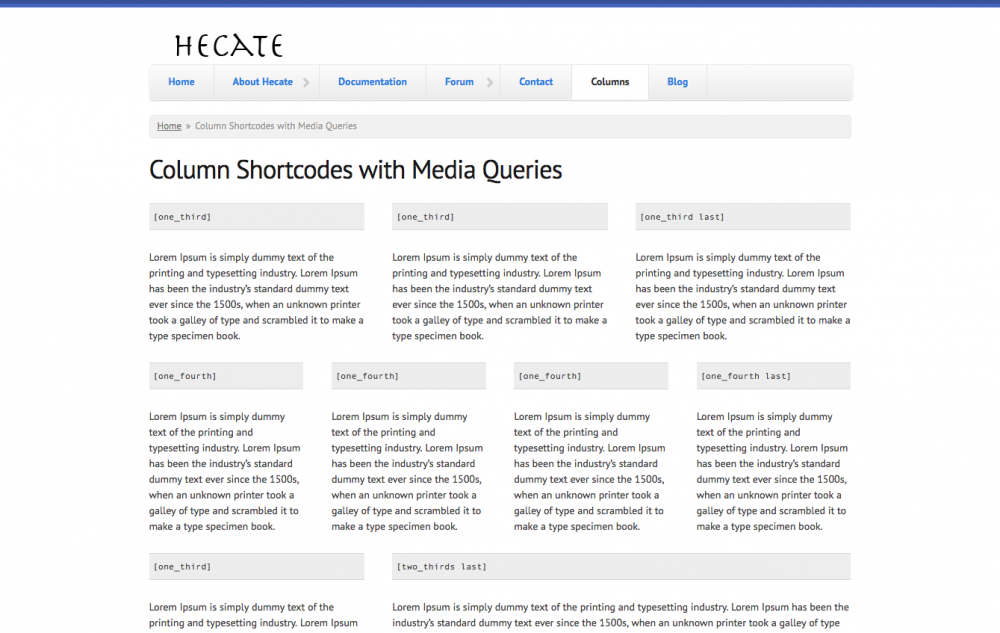 HECATE
Home About Hecate Documentation Forum Contact Columns Blog
Home » Column Shortcodes with Media Queries
Column Shortcodes with Media Queries
[one_third]
Lorem Ipsum is simply dummy text of the
printing and typesetting industry. Lorem Ipsum
has been the industry's standard dummy text
ever since the 1500s, when an unknown printer
took a galley of type and scrambled it to make a
type specimen book.
[one_third]
Lorem Ipsum is simply dummy text of the
printing and typesetting industry. Lorem Ipsum
has been the industry's standard dummy text
ever since the 1500s, when an unknown printer
took a galley of type and scrambled it to make a
type specimen book.
[one_third last]
Lorem Ipsum is simply dummy text of the
printing and typesetting industry. Lorem Ipsum
has been the industry's standard dummy text
ever since the 1500s, when an unknown printer
took a galley of type and scrambled it to make a
type specimen book.
[one_fourth]
Lorem Ipsum is simply dummy
text of the printing and
typesetting industry. Lorem Ipsum
has been the industry's standard
dummy text ever since the 1500s,
when an unknown printer took a
galley of type and scrambled it to
make a type specimen book.
[one_fourth]
Lorem Ipsum is simply dummy
text of the printing and
typesetting industry. Lorem Ipsum
has been the industry's standard
dummy text ever since the 1500s,
when an unknown printer took a
galley of type and scrambled it to
make a type specimen book.
[one_fourth]
Lorem Ipsum is simply dummy
text of the printing and
typesetting industry. Lorem Ipsum
has been the industry's standard
dummy text ever since the 1500s,
when an unknown printer took a
galley of type and scrambled it to
make a type specimen book.
[one_fourth last]
Lorem Ipsum is simply dummy
text of the printing and
typesetting industry. Lorem Ipsum
has been the industry's standard
dummy text ever since the 1500s,
when an unknown printer took a
galley of type and scrambled it to
make a type specimen book.
[one_third]
Lorem Ipsum is simply dummy text of the
printing and typesetting industry. Lorem Ipsum
[two_thirds last]
Lorem Ipsum is simply dummy text of the printing and typesetting industry. Lorem Ipsum has been the
industry's standard dummy text ever since the 1500s, when an unknown printer took a galley of type